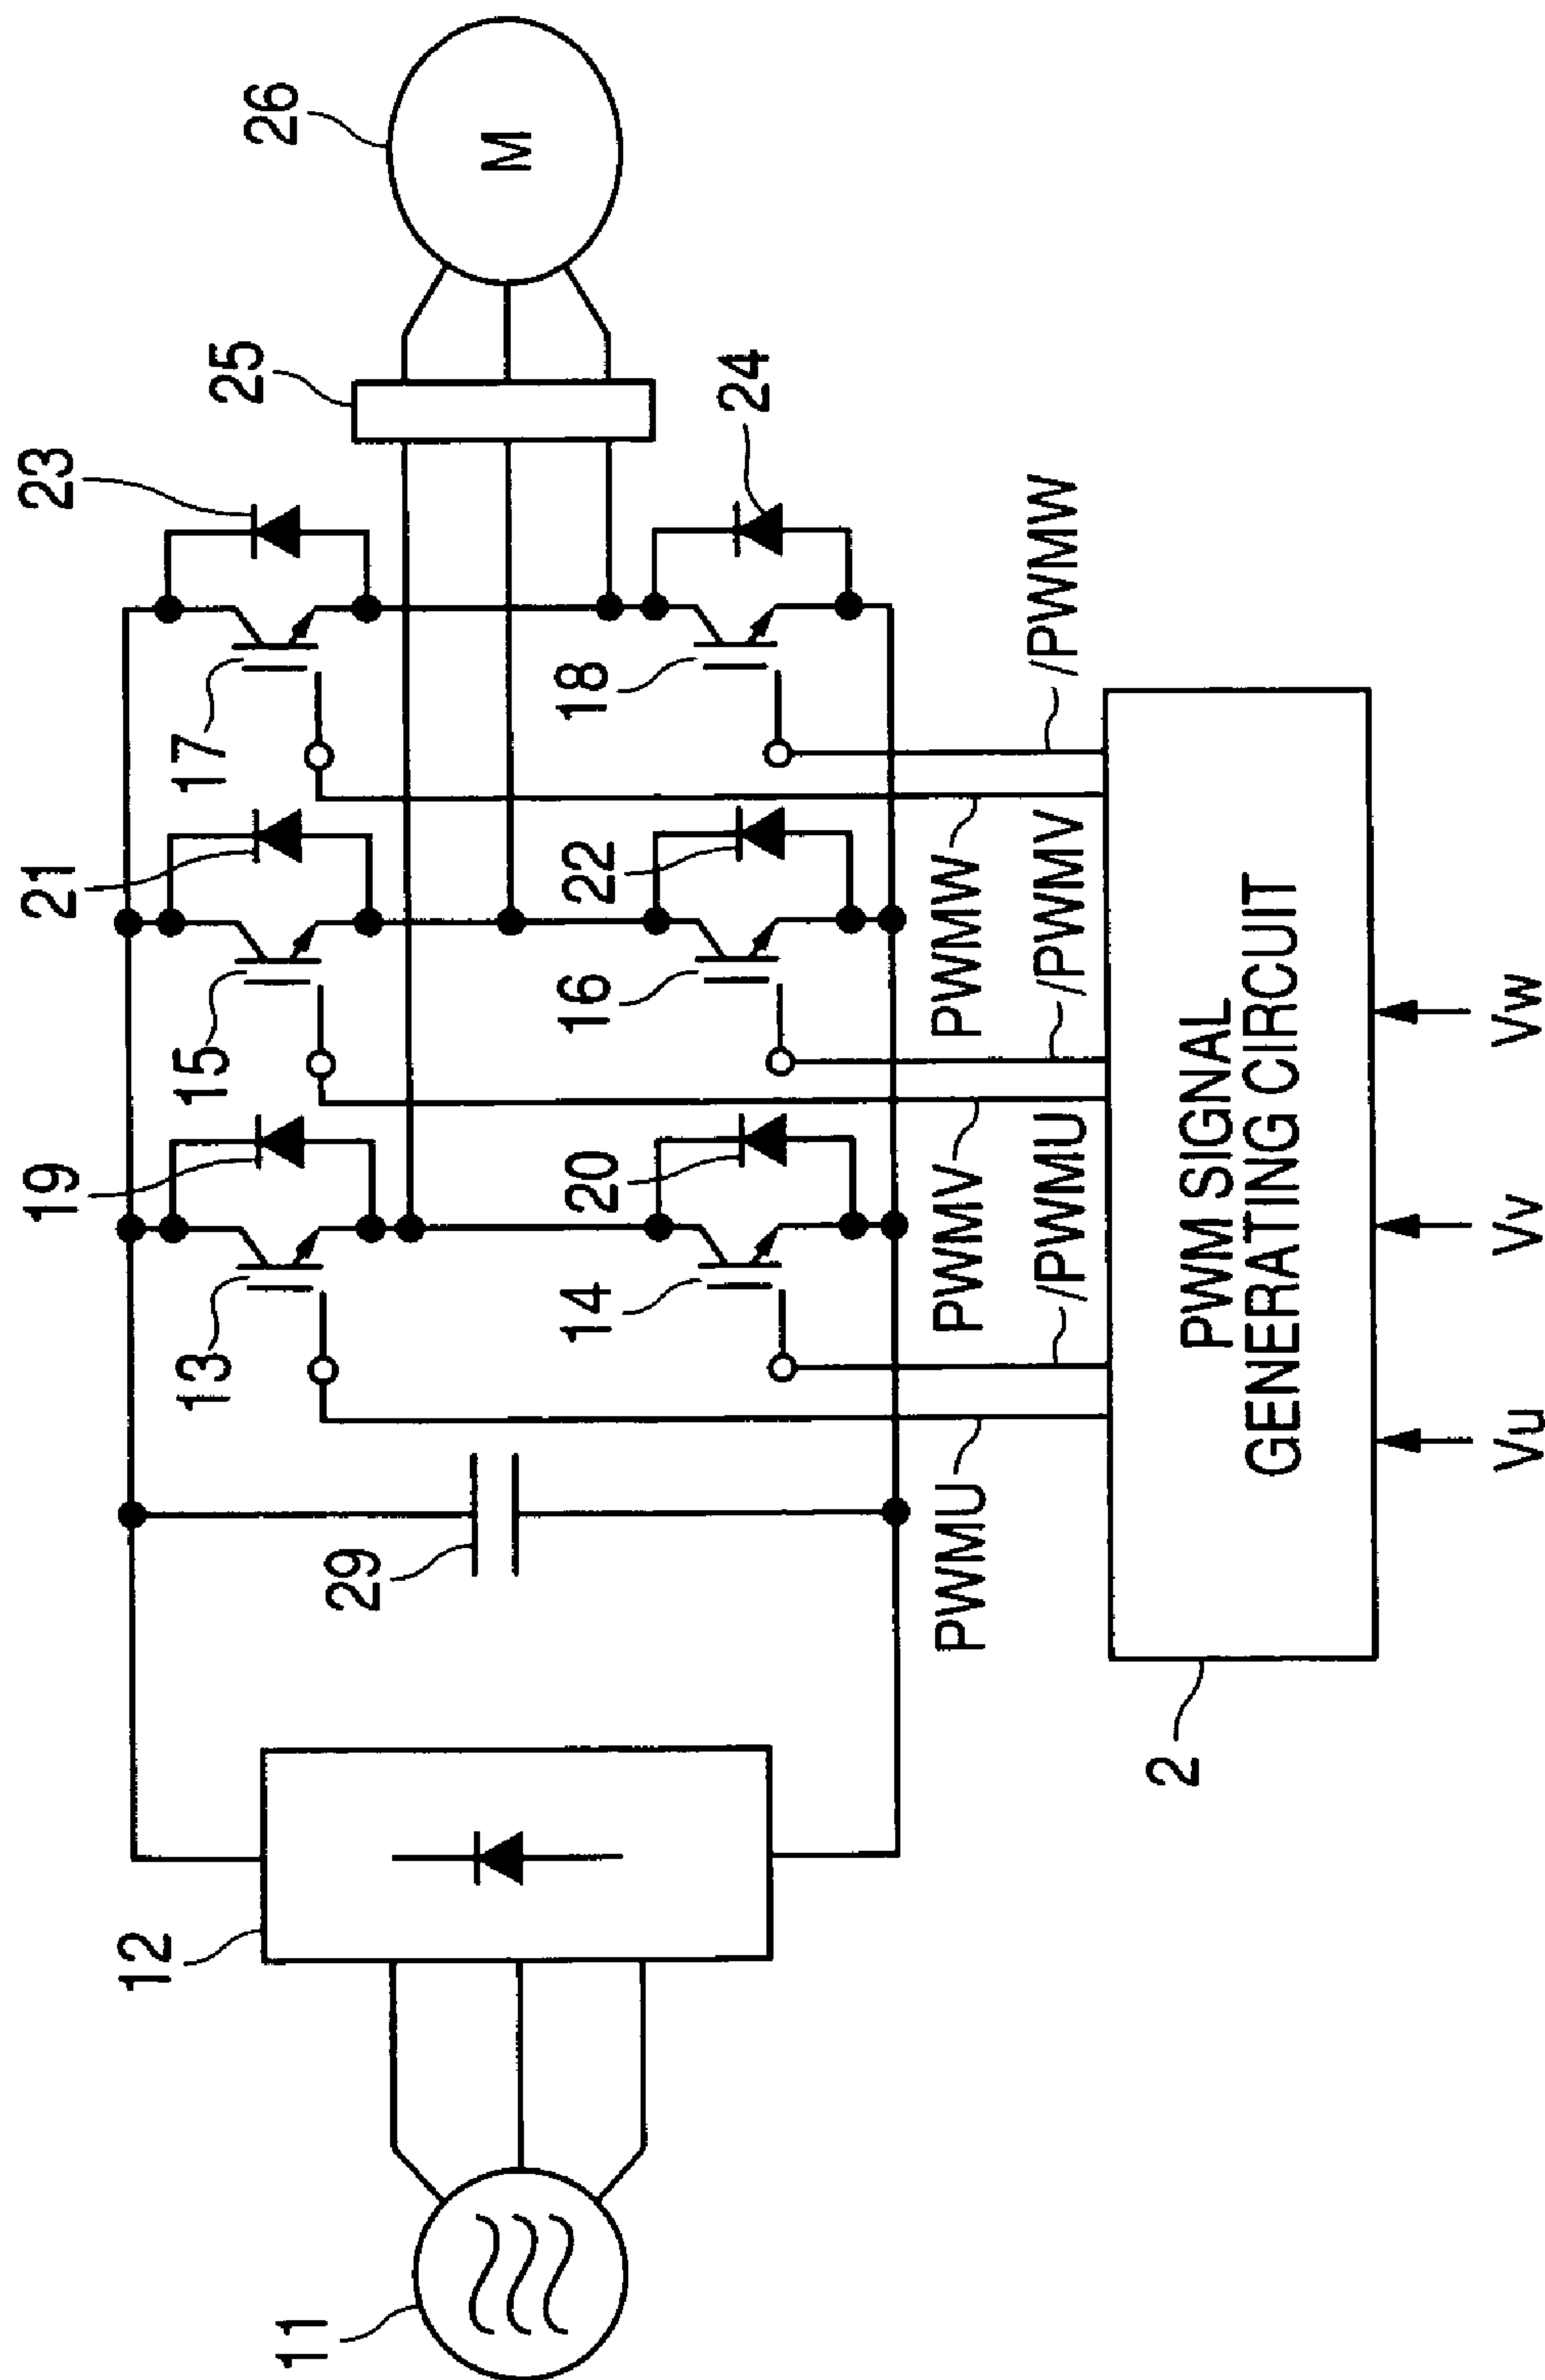 11
12
29
13
19
15
21
17
23
25
26
M
14
20
16
22
18
24
PWMU
PWMV
/PWMU
PWMW
/PWMV
/PWMW
2
PWM SIGNAL
GENERATING CIRCUIT
Vu
Vv
Vw